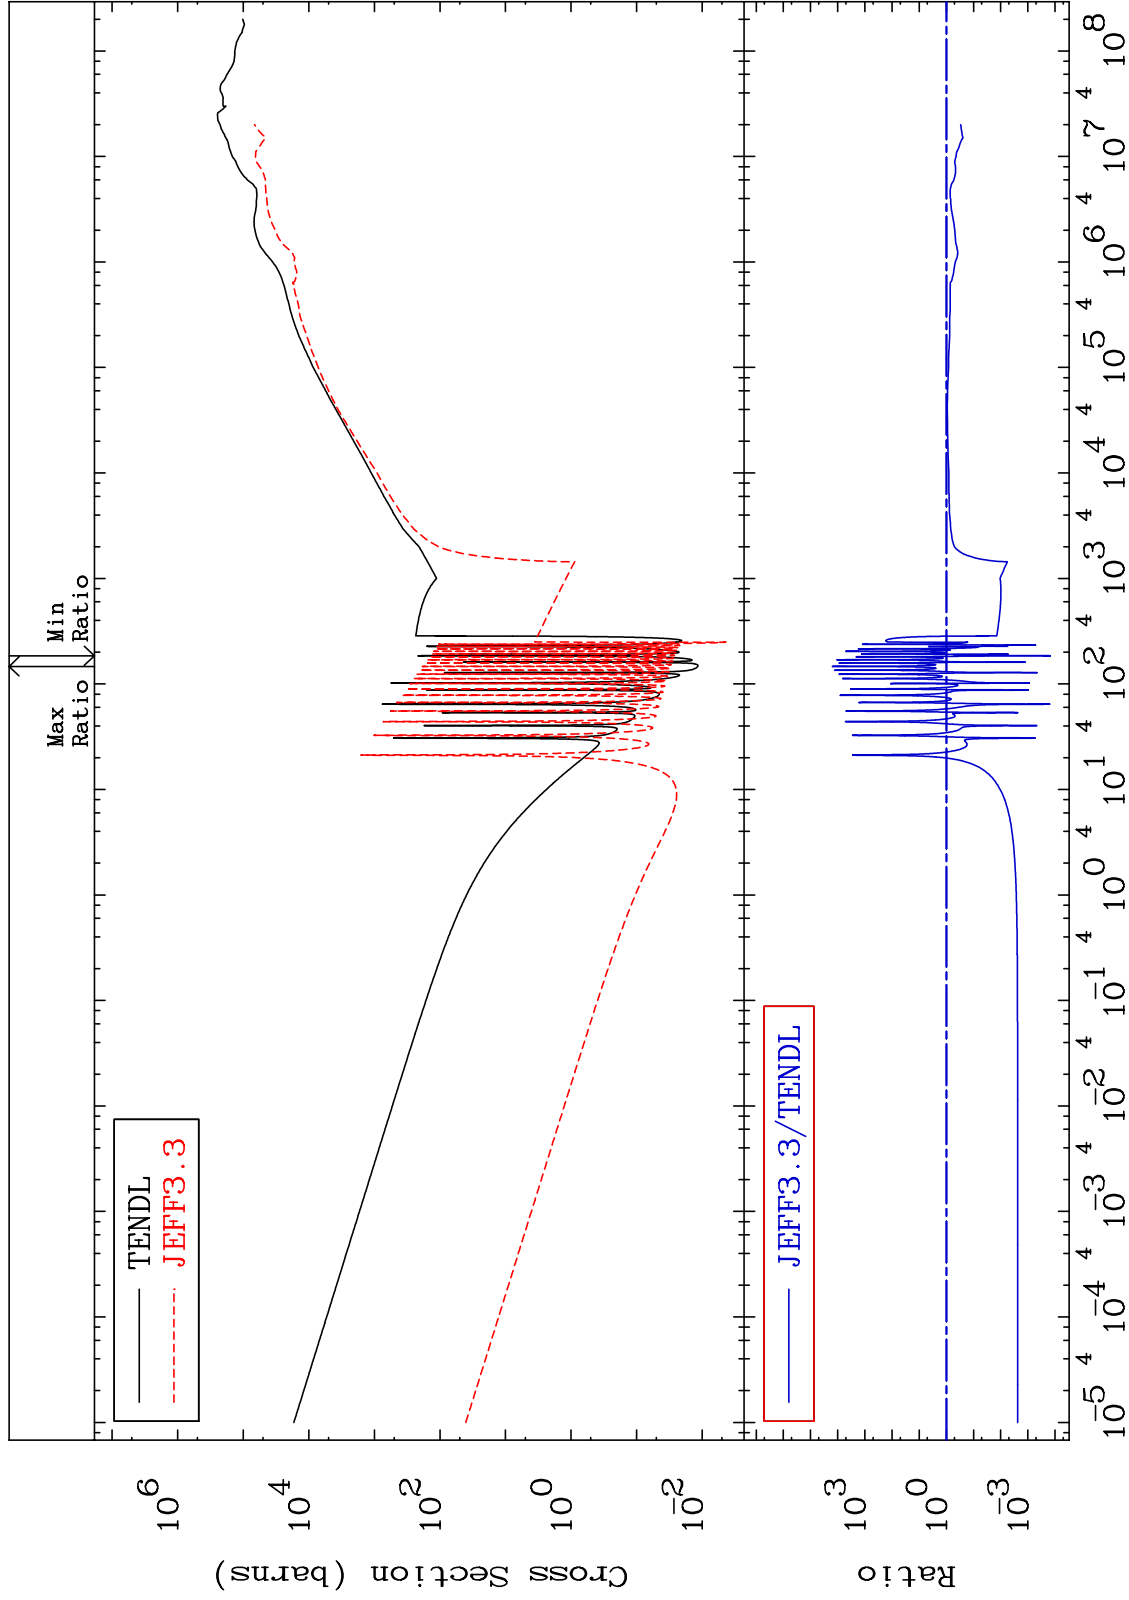 Max
Ratio
Min
Ratio
TENDL
JEFF3.3
10^6
10^4
10^2
10^0
10^-2
Cross Section (barns)
JEFF3.3/TENDL
10^3
10^0
10^-3
Ratio
10^-5 4 10^-4 4 10^-3 4 10^-2 4 10^-1 4 10^0 4 10^1 4 10^2 4 10^3 4 10^4 4 10^5 4 10^6 4 10^7 4 10^8